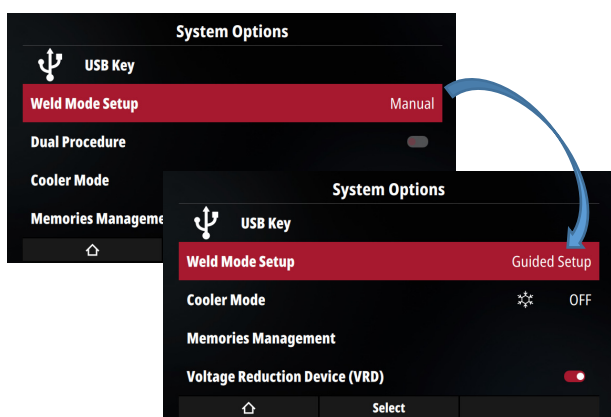 System Options
USB Key
Weld Mode Setup Manual
Dual Procedure
Cooler Mode
Memories Manageme
System Options
USB Key
Weld Mode Setup Guided Setup
Cooler Mode OFF
Memories Management
Voltage Reduction Device (VRD)
Select